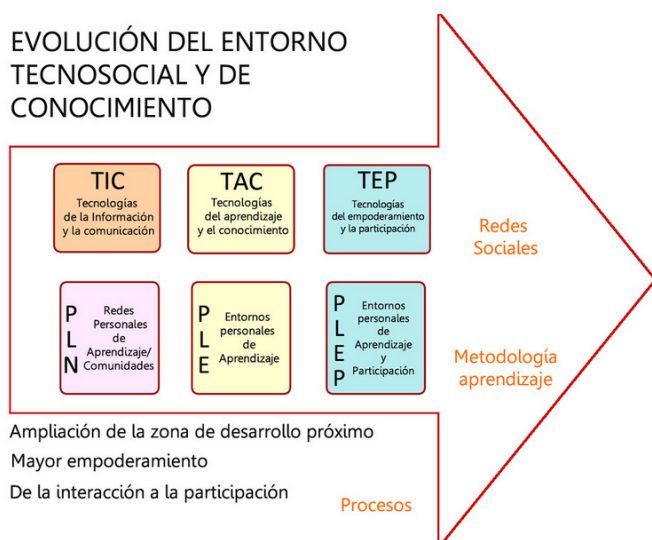 EVOLUCIÓN DEL ENTORNO
TECNOSOCIAL Y DE
CONOCIMIENTO
TIC
Tecnologías
de la Información
y la comunicación
TAC
Tecnologías
del aprendizaje
y el conocimiento
TEP
Tecnologías
del empoderamiento
y la participación
Redes
Sociales
PLN
Redes
Personales
de
Aprendizaje/
Comunidades
PLE
Entornos
personales
de
Aprendizaje
PLEP
Entornos
personales
de
Aprendizaje
y
Participación
Metodología
aprendizaje
Ampliación de la zona de desarrollo próximo
Mayor empoderamiento
De la interacción a la participación
Procesos